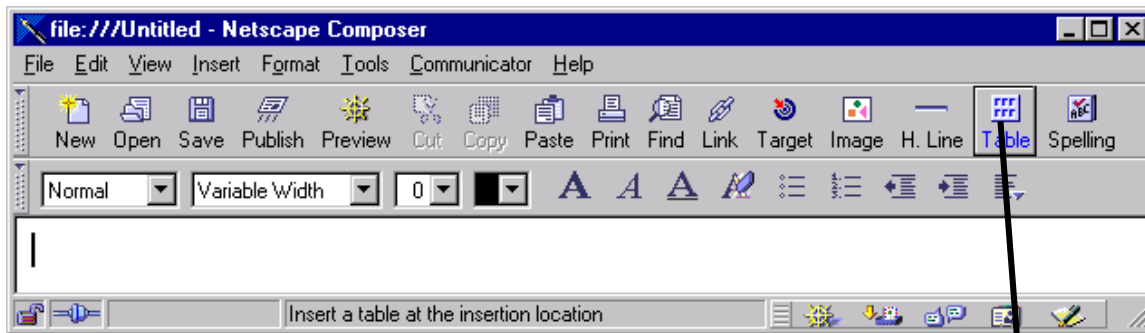 file:///Untitled - Netscape Composer
File Edit View Insert Format Tools Communicator Help
New Open Save Publish Preview Cut Copy Paste Print Find Link Target Image H. Line Table Spelling
Normal Variable Width 0 A A A
Insert a table at the insertion location